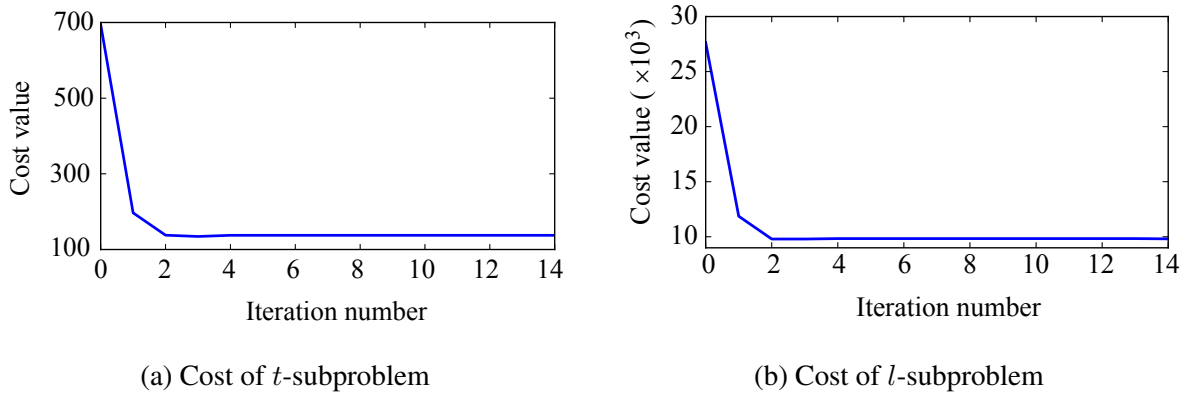 700
500
300
100
0 2 4 6 8 10 12 14
Cost value
Iteration number
(a) Cost of t-subproblem
30
25
20
15
10
0 2 4 6 8 10 12 14
Cost value ( ×10³)
Iteration number
(b) Cost of l-subproblem